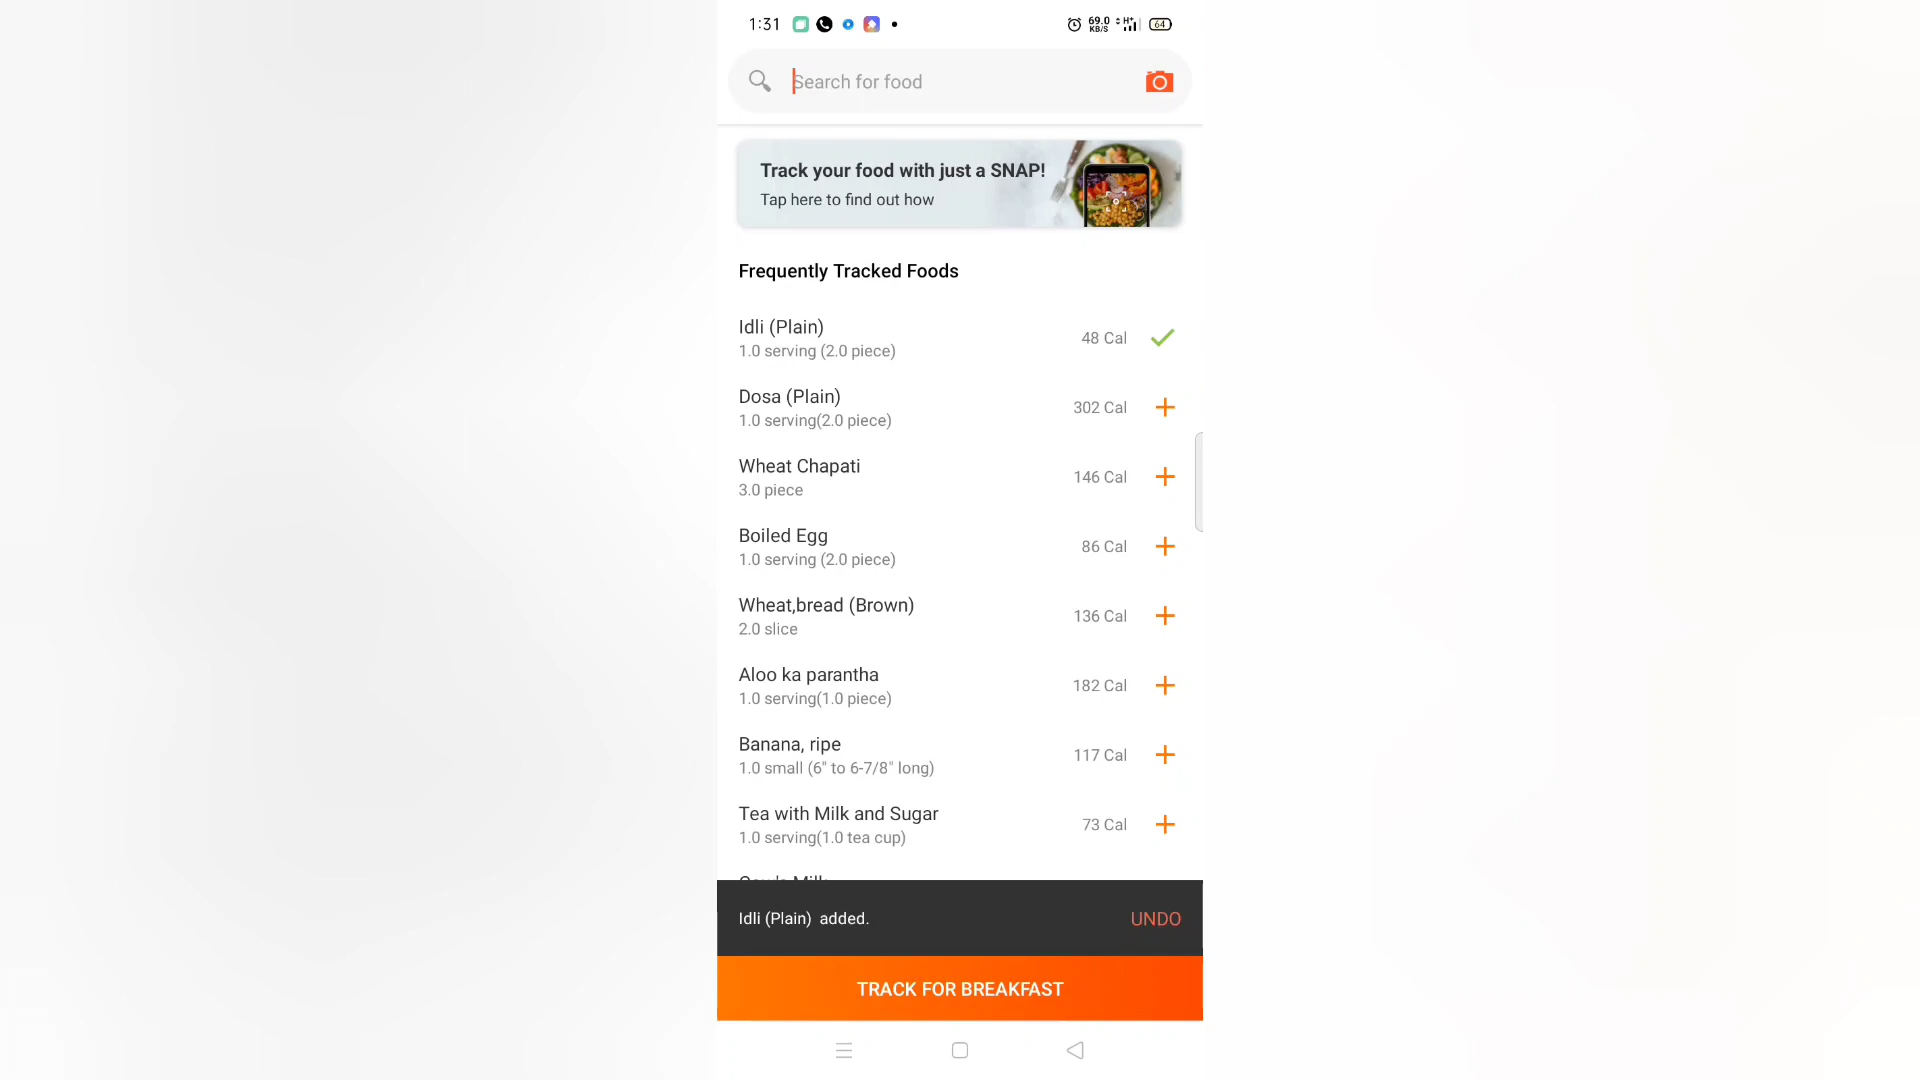 1:31 69.0 KB/S H+ 64
Search for food
Track your food with just a SNAP!
Tap here to find out how
Frequently Tracked Foods
Idli (Plain)
1.0 serving (2.0 piece)
48 Cal
Dosa (Plain)
1.0 serving(2.0 piece)
302 Cal
Wheat Chapati
3.0 piece
146 Cal
Boiled Egg
1.0 serving (2.0 piece)
86 Cal
Wheat,bread (Brown)
2.0 slice
136 Cal
Aloo ka parantha
1.0 serving(1.0 piece)
182 Cal
Banana, ripe
1.0 small (6" to 6-7/8" long)
117 Cal
Tea with Milk and Sugar
1.0 serving(1.0 tea cup)
73 Cal
Idli (Plain) added.
UNDO
TRACK FOR BREAKFAST